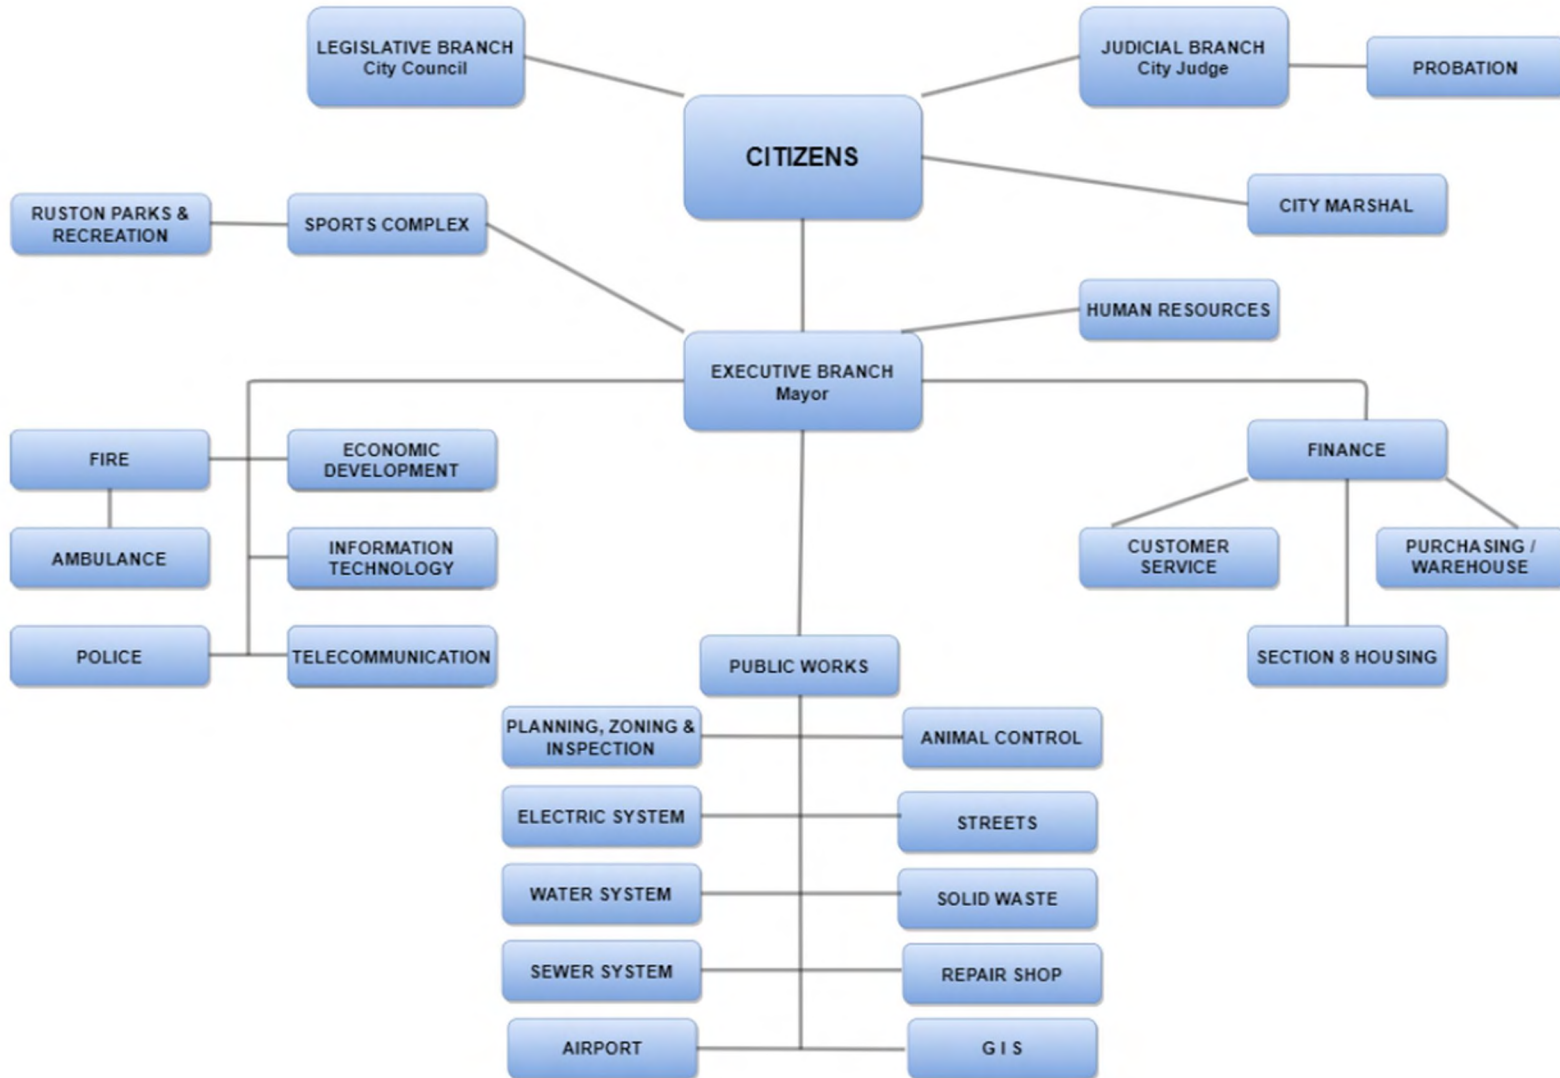 LEGISLATIVE BRANCH
City Council
JUDICIAL BRANCH
City Judge
PROBATION
CITIZENS
CITY MARSHAL
RUSTON PARKS &
RECREATION
SPORTS COMPLEX
HUMAN RESOURCES
EXECUTIVE BRANCH
Mayor
FIRE
ECONOMIC
DEVELOPMENT
FINANCE
AMBULANCE
INFORMATION
TECHNOLOGY
CUSTOMER
SERVICE
PURCHASING /
WAREHOUSE
POLICE
TELECOMMUNICATION
SECTION 8 HOUSING
PUBLIC WORKS
PLANNING, ZONING &
INSPECTION
ANIMAL CONTROL
ELECTRIC SYSTEM
STREETS
WATER SYSTEM
SOLID WASTE
SEWER SYSTEM
REPAIR SHOP
AIRPORT
G I S